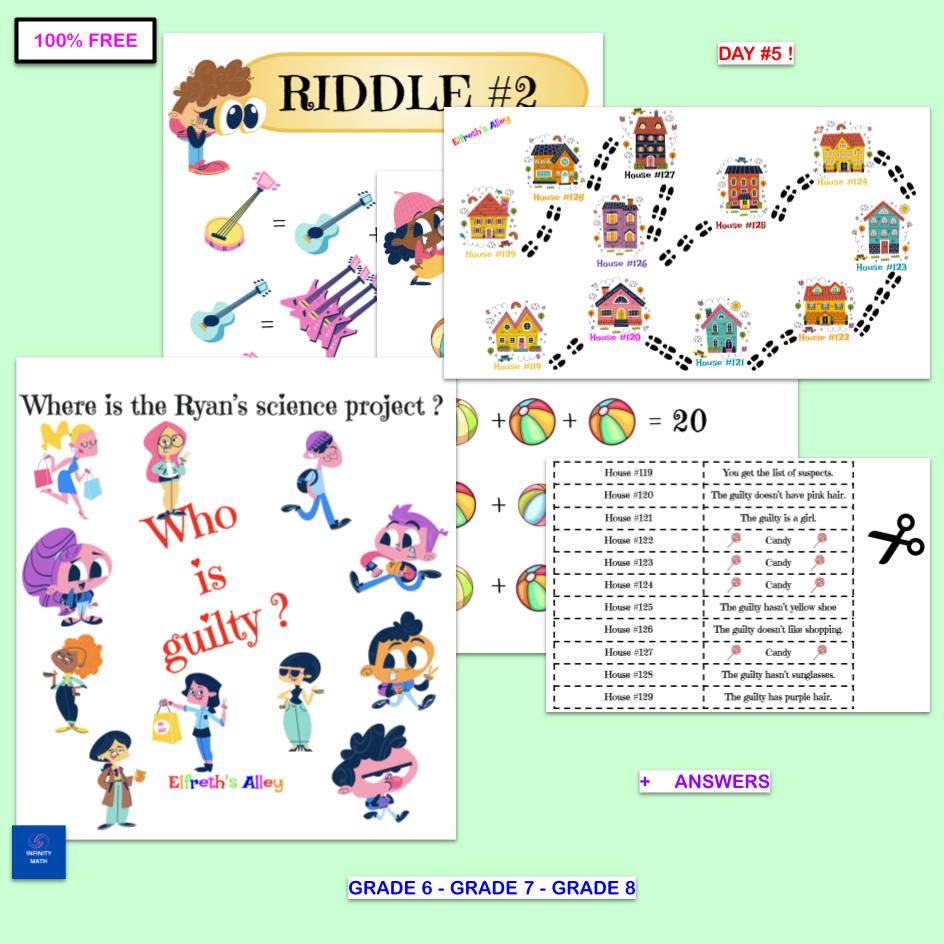 100% FREE
DAY #5 !
RIDDLE #2
=
+
=
Elfreth's Alley
House #127
House #124
House #128
House #125
House #129
House #126
House #123
House #120
House #122
House #119
House #121
Where is the Ryan's science project ?
Who
is
guilty ?
Elfreth's Alley
+ + = 20
+
+
House #119 You get the list of suspects.
House #120 The guilty doesn't have pink hair.
House #121 The guilty is a girl.
House #122 Candy
House #123 Candy
House #124 Candy
House #125 The guilty hasn't yellow shoe
House #126 The guilty doesn't like shopping.
House #127 Candy
House #128 The guilty hasn't sunglasses.
House #129 The guilty has purple hair.
+ ANSWERS
INFINITY
MATH
GRADE 6 - GRADE 7 - GRADE 8